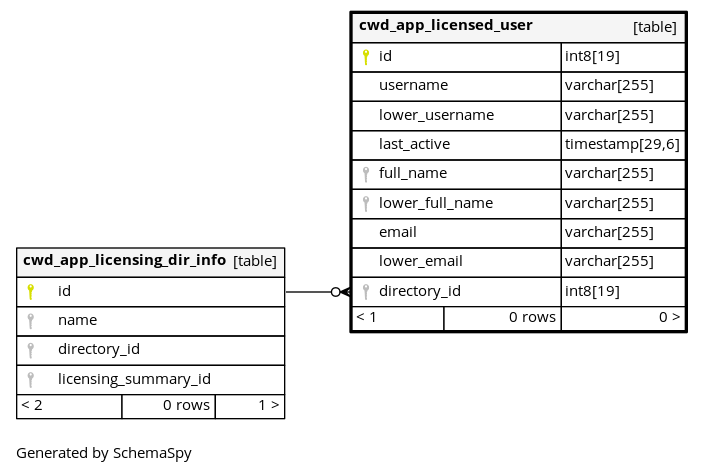 cwd_app_licensed_user [table]
id int8[19]
username varchar[255]
lower_username varchar[255]
last_active timestamp[29,6]
full_name varchar[255]
lower_full_name varchar[255]
email varchar[255]
lower_email varchar[255]
directory_id int8[19]
< 1 0 rows 0 >
cwd_app_licensing_dir_info [table]
id
name
directory_id
licensing_summary_id
< 2 0 rows 1 >
Generated by SchemaSpy